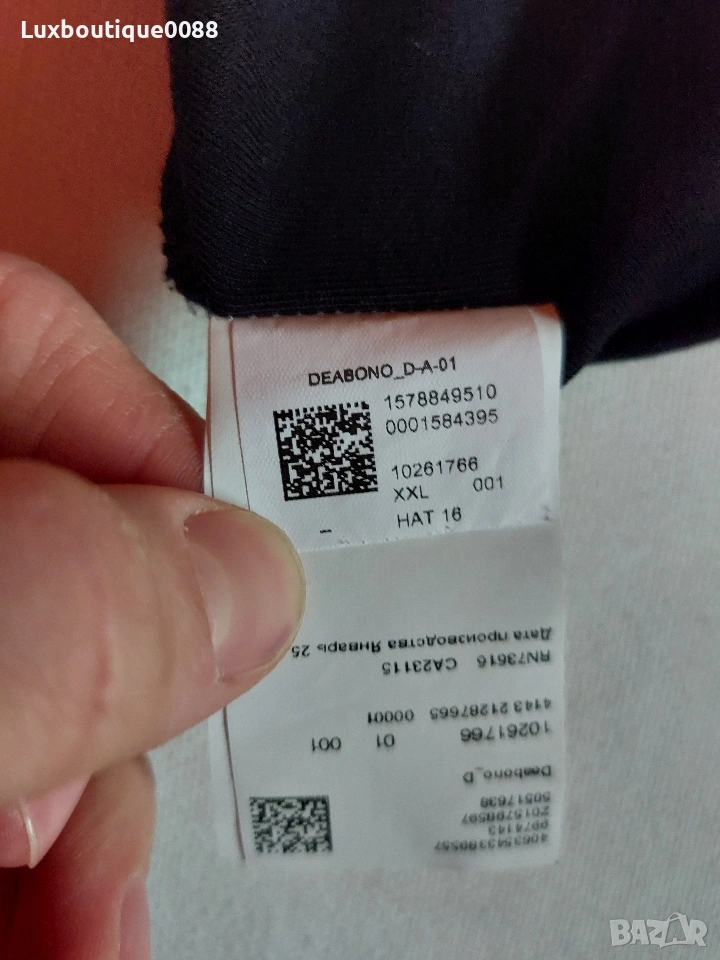 Luxboutique0088
DEABONO_D-A-01
1578849510
0001584395
10261766
XXL 001
HAT 16
Дата производства Январь 25
RN73616 CA23115
4143 21287665 00001
10261766 01 001
Deabono_D
50517638
BAZAR